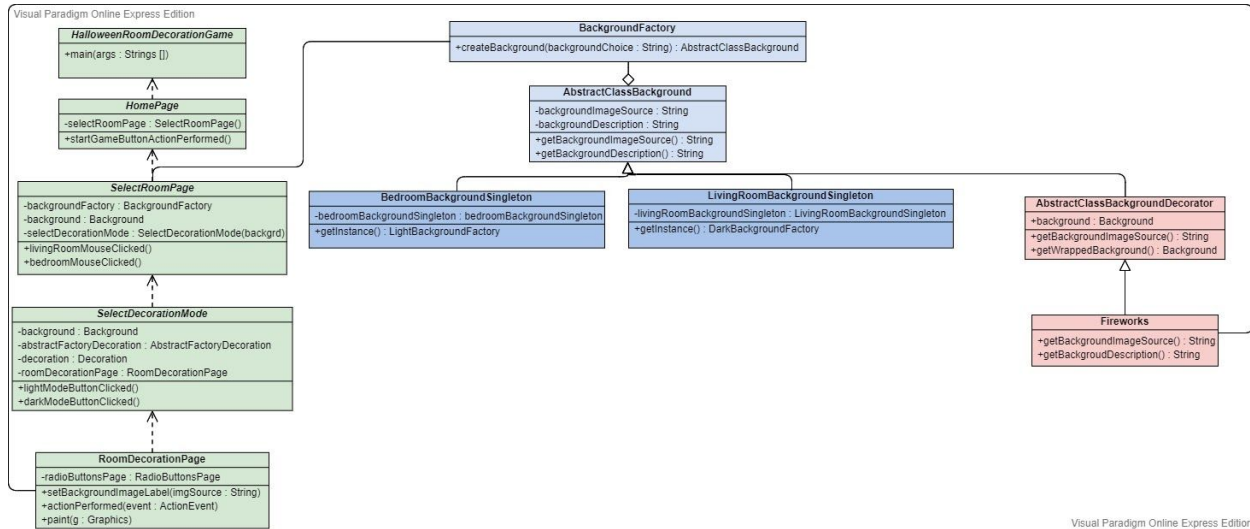 Visual Paradigm Online Express Edition
HalloweenRoomDecorationGame
+main(args : Strings [])
HomePage
-selectRoomPage : SelectRoomPage()
+startGameButtonActionPerformed()
SelectRoomPage
-backgroundFactory : BackgroundFactory
-background : Background
-selectDecorationMode : SelectDecorationMode(backgrd)
+livingRoomMouseClicked()
+bedroomMouseClicked()
SelectDecorationMode
-background : Background
-abstractFactoryDecoration : AbstractFactoryDecoration
-decoration : Decoration
-roomDecorationPage : RoomDecorationPage
+lightModeButtonClicked()
+darkModeButtonClicked()
RoomDecorationPage
-radioButtonsPage : RadioButtonsPage
+setBackgroundImageLabel(imgSource : String)
+actionPerformed(event : ActionEvent)
+paint(g : Graphics)
BackgroundFactory
+createBackground(backgroundChoice : String) : AbstractClassBackground
AbstractClassBackground
-backgroundImageSource : String
-backgroundDescription : String
+getBackgroundImageSource() : String
+getBackgroundDescription() : String
BedroomBackgroundSingleton
-bedroomBackgroundSingleton : bedroomBackgroundSingleton
+getInstance() : LightBackgroundFactory
LivingRoomBackgroundSingleton
-livingRoomBackgroundSingleton : LivingRoomBackgroundSingleton
+getInstance() : DarkBackgroundFactory
AbstractClassBackgroundDecorator
+background : Background
+getBackgroundImageSource() : String
+getWrappedBackground() : Background
Fireworks
+getBackgroundImageSource() : String
+getBackgroudDescription() : String
Visual Paradigm Online Express Edition